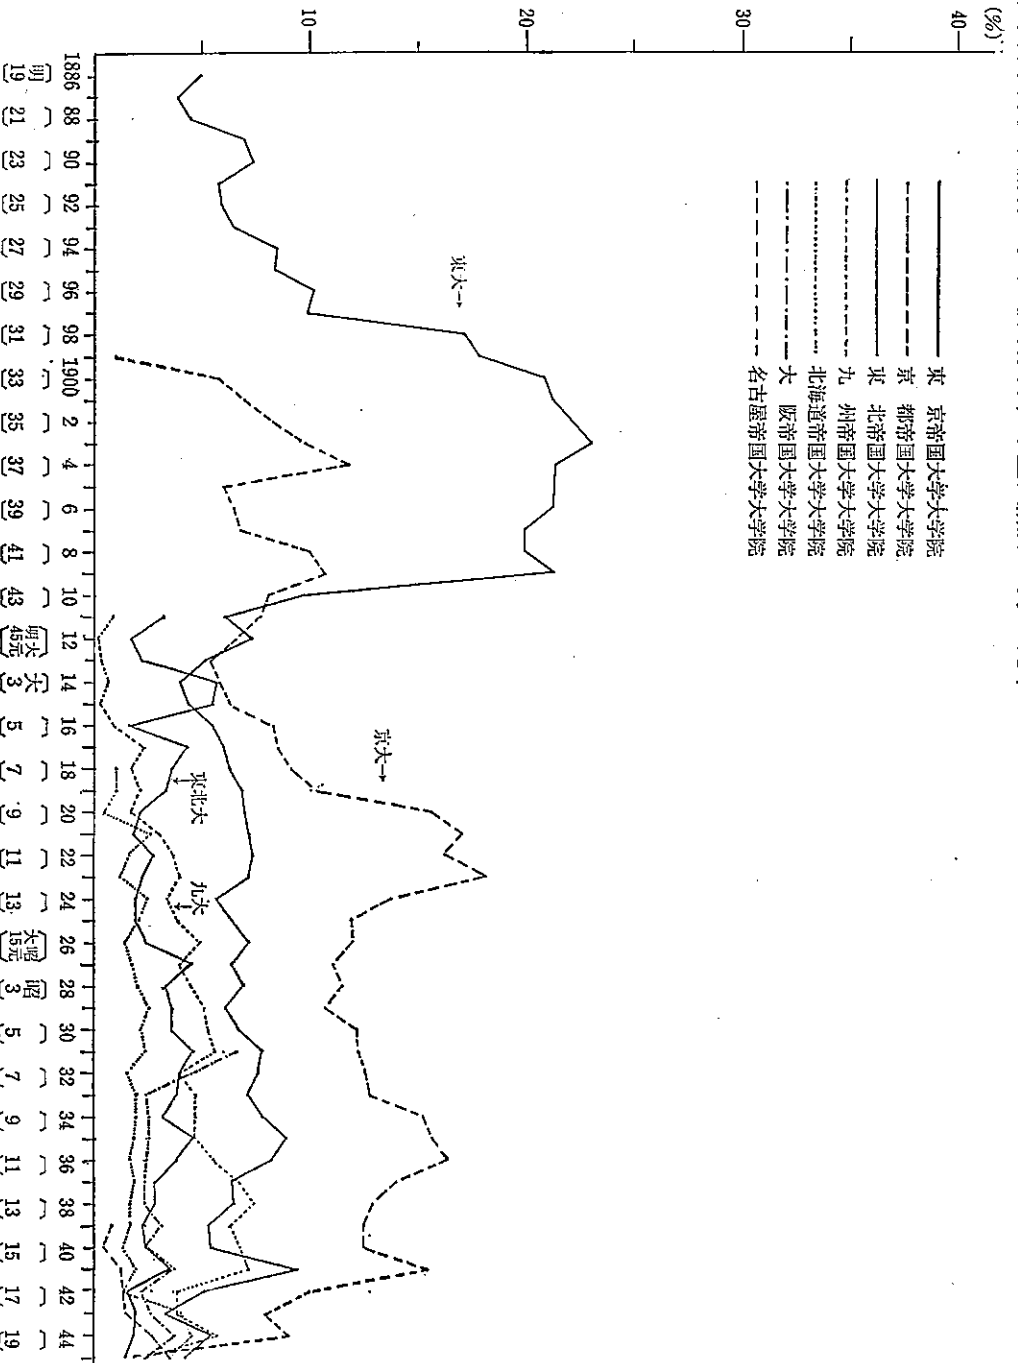 (%)
40
30
20
10
東　京帝国大学大学院
京　都帝国大学大学院
東　北帝国大学大学院
九　州帝国大学大学院
北海道帝国大学大学院
大　阪帝国大学大学院
名古屋帝国大学大学院
東大→
京大→
東北大
九大
1886 88 90 92 94 96 98 1900 2 4 6 8 10 12 14 16 18 20 22 24 26 28 30 32 34 36 38 40 42 44
〔明19〕 〔21〕 〔23〕 〔25〕 〔27〕 〔29〕 〔31〕 〔33〕 〔35〕 〔37〕 〔39〕 〔41〕 〔43〕 〔明大45元〕 〔大3〕 〔5〕 〔7〕 〔9〕 〔11〕 〔13〕 〔大昭15元〕 〔昭3〕 〔5〕 〔7〕 〔9〕 〔11〕 〔13〕 〔15〕 〔17〕 〔19〕